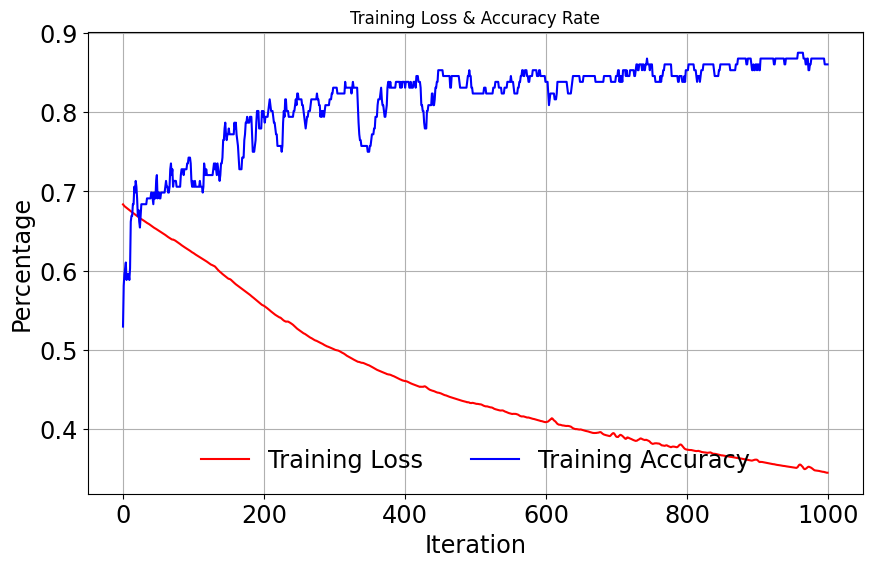 Training Loss & Accuracy Rate
0.9
0.8
0.7
0.6
0.5
0.4
Percentage
Training Loss
Training Accuracy
0
200
400
600
800
1000
Iteration